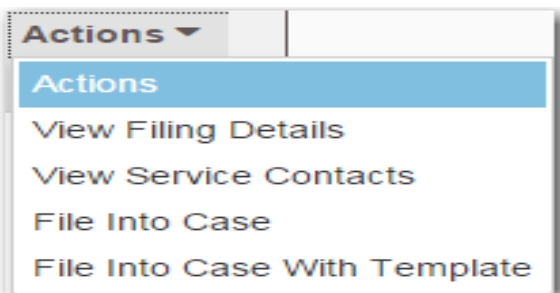 Actions
Actions
View Filing Details
View Service Contacts
File Into Case
File Into Case With Template